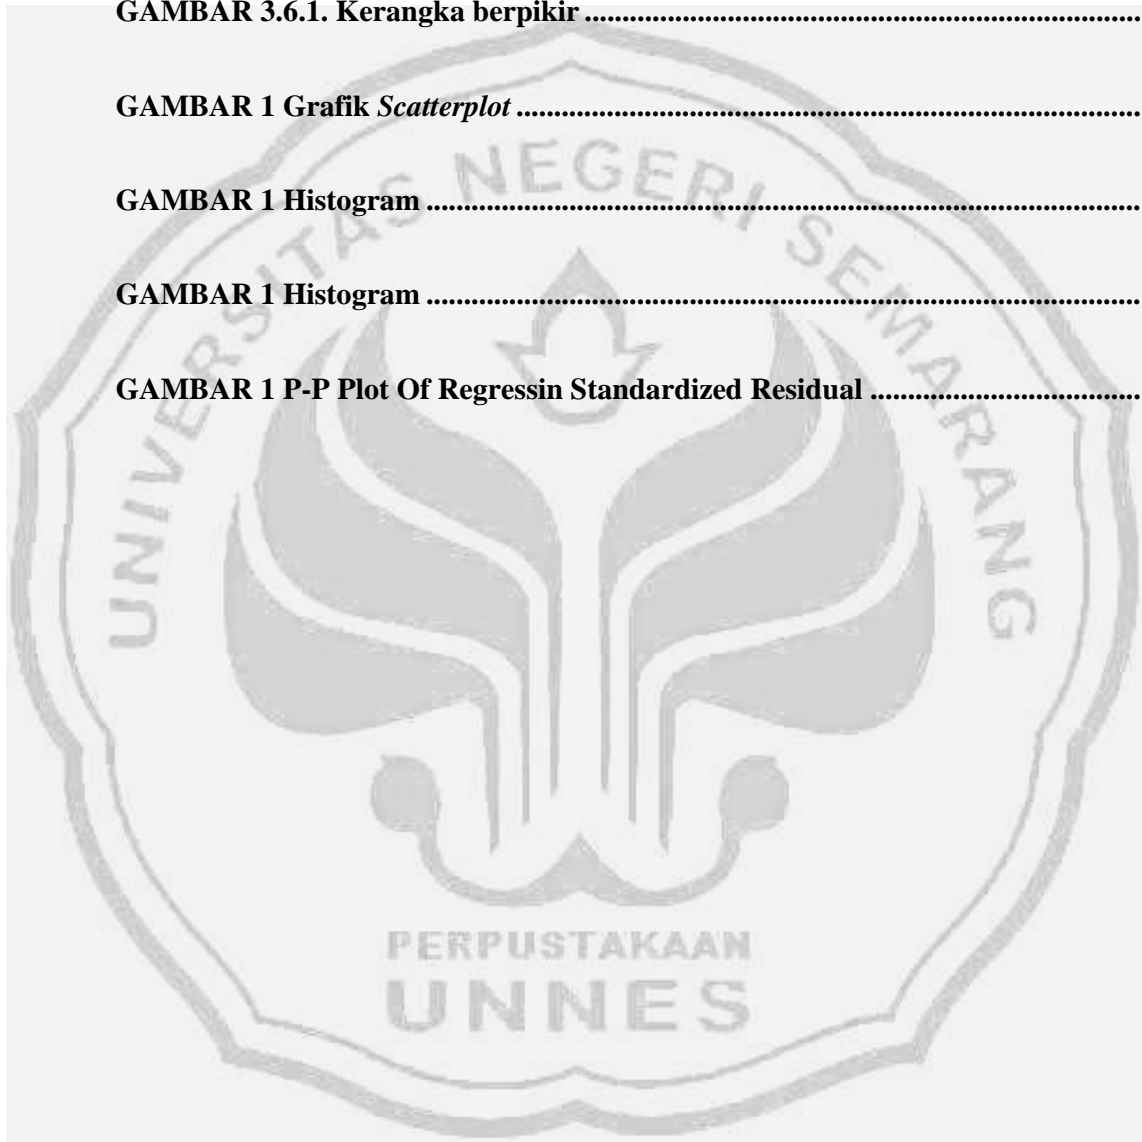 GAMBAR 3.6.1. Kerangka berpikir ..........................................................................
GAMBAR 1 Grafik Scatterplot ...................................................................................
UNIVERSITAS NEGERI SEMARANG
GAMBAR 1 Histogram ...............................................................................................
GAMBAR 1 Histogram ...............................................................................................
GAMBAR 1 P-P Plot Of Regressin Standardized Residual ....................................
PERPUSTAKAAN
UNNES